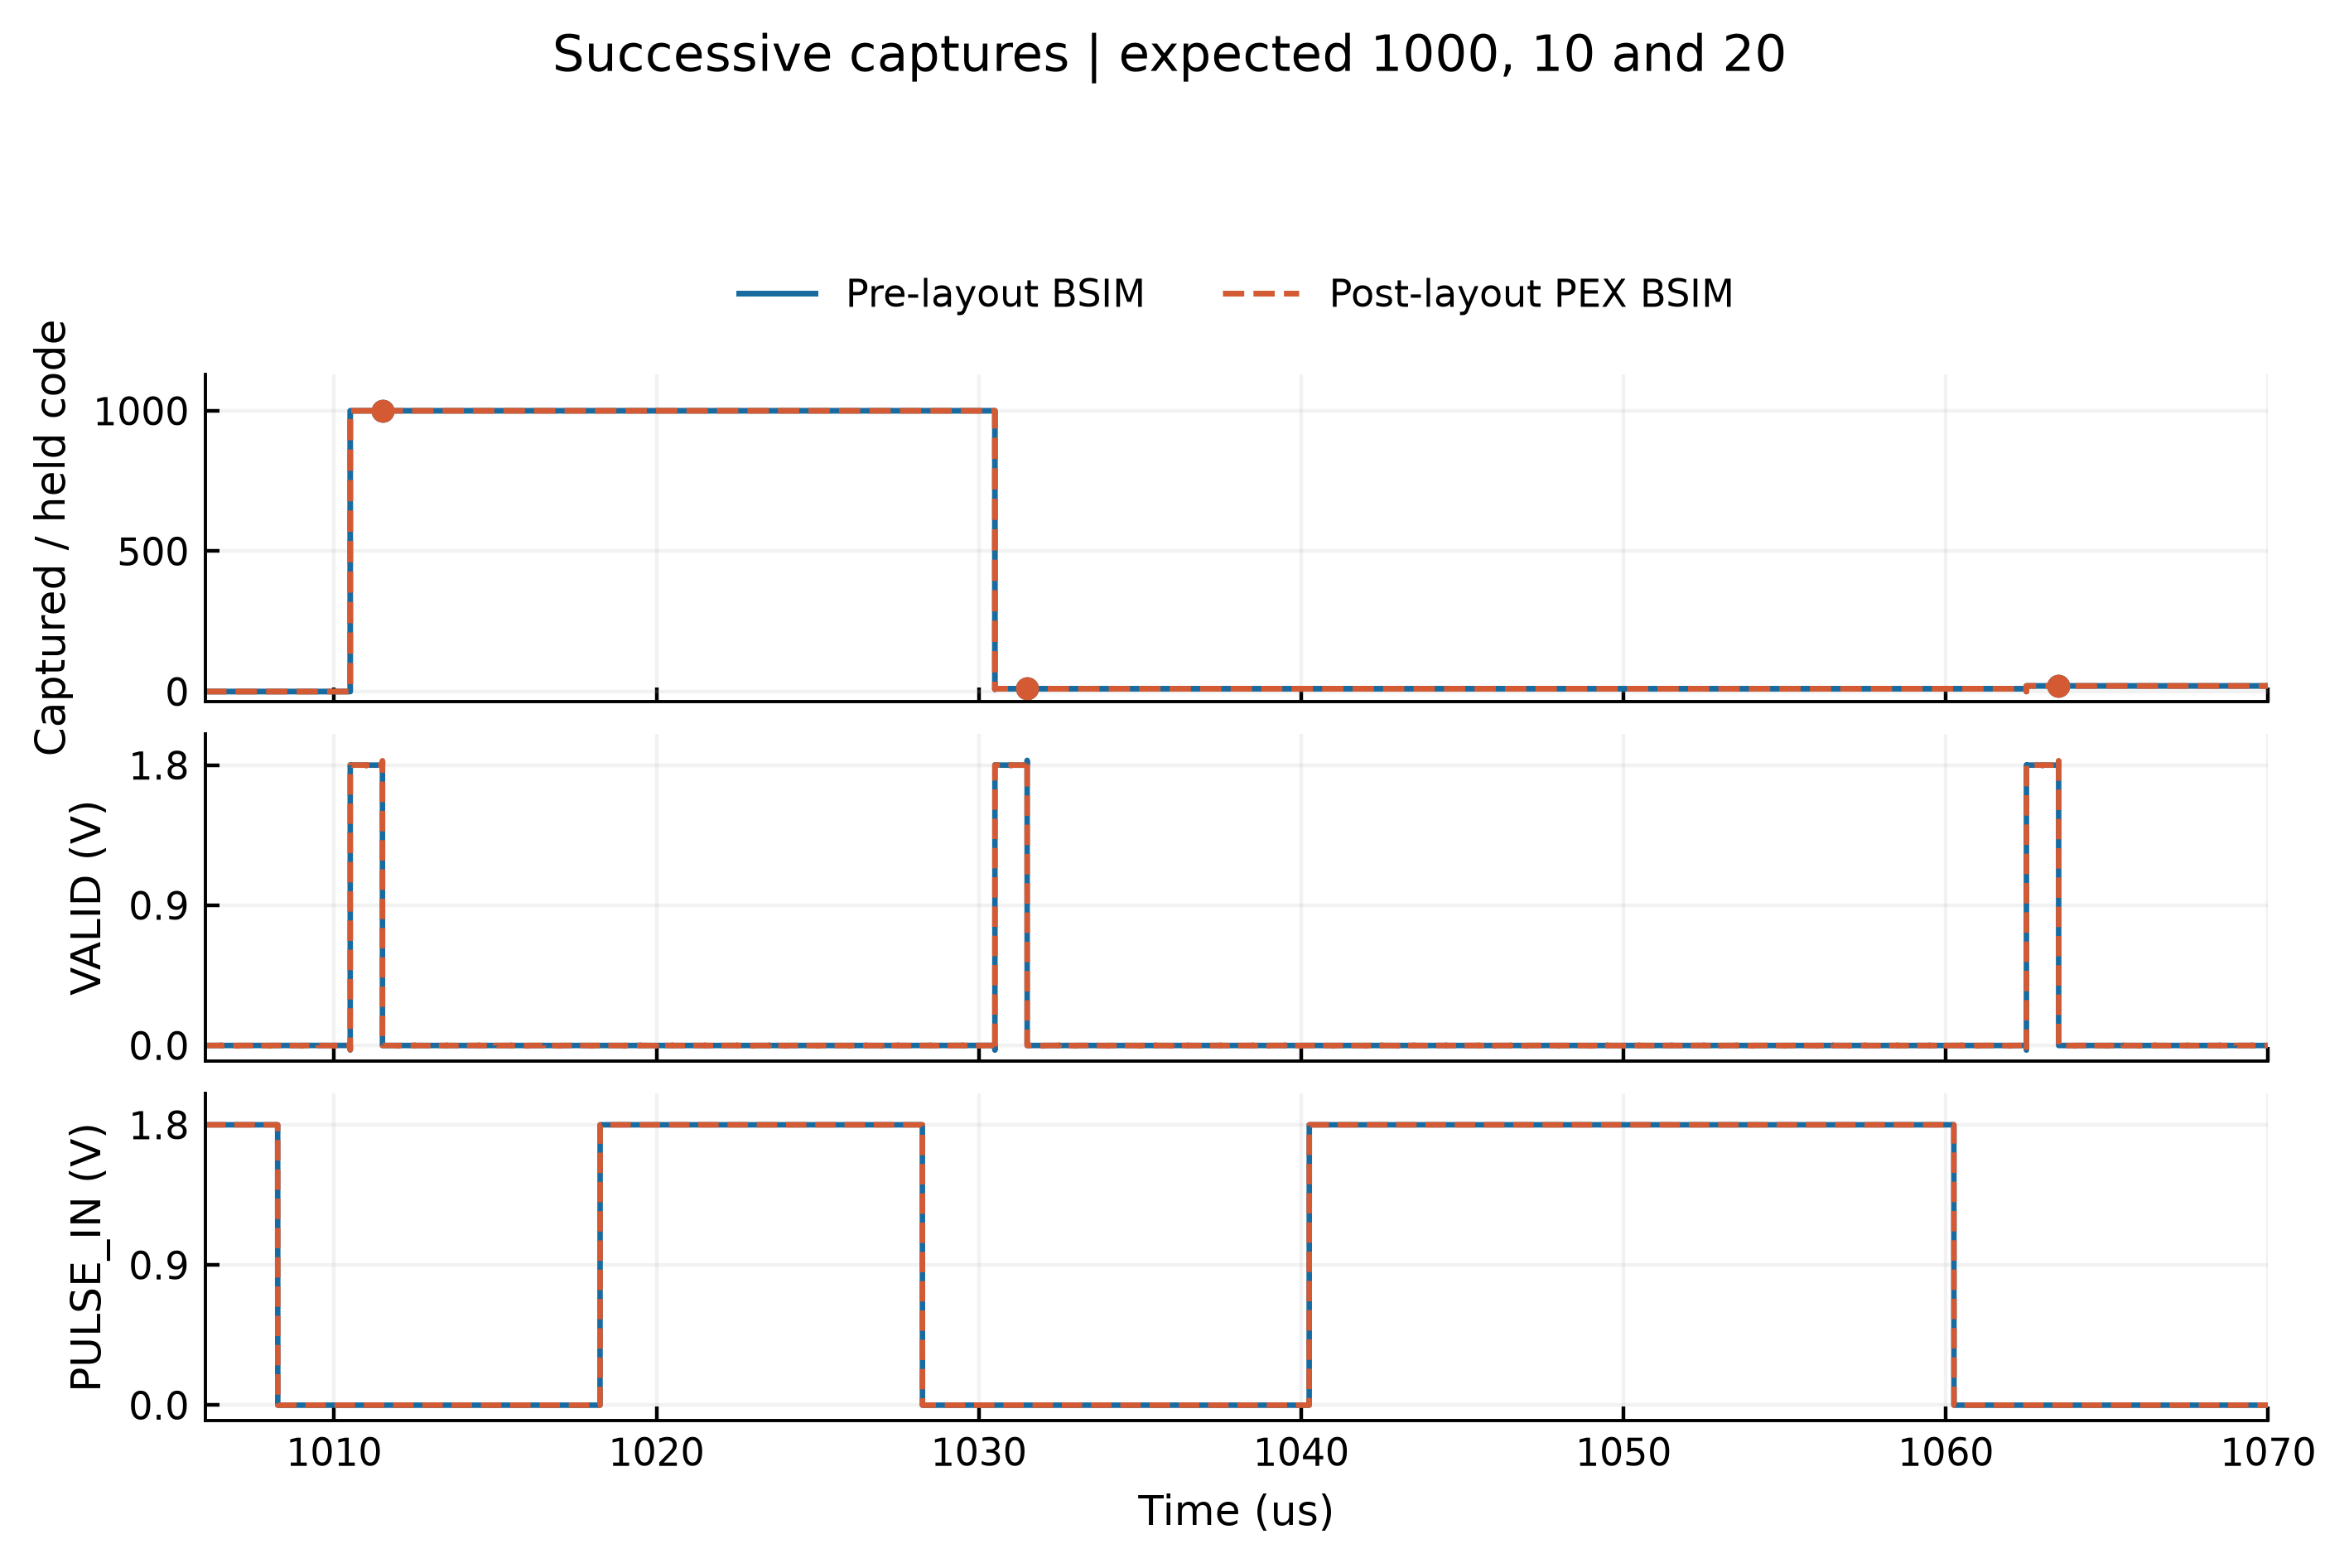 Successive captures | expected 1000, 10 and 20
Pre-layout BSIM
Post-layout PEX BSIM
Captured / held code
1000
500
0
VALID (V)
1.8
0.9
0.0
PULSE_IN (V)
1.8
0.9
0.0
1010 1020 1030 1040 1050 1060 1070
Time (us)